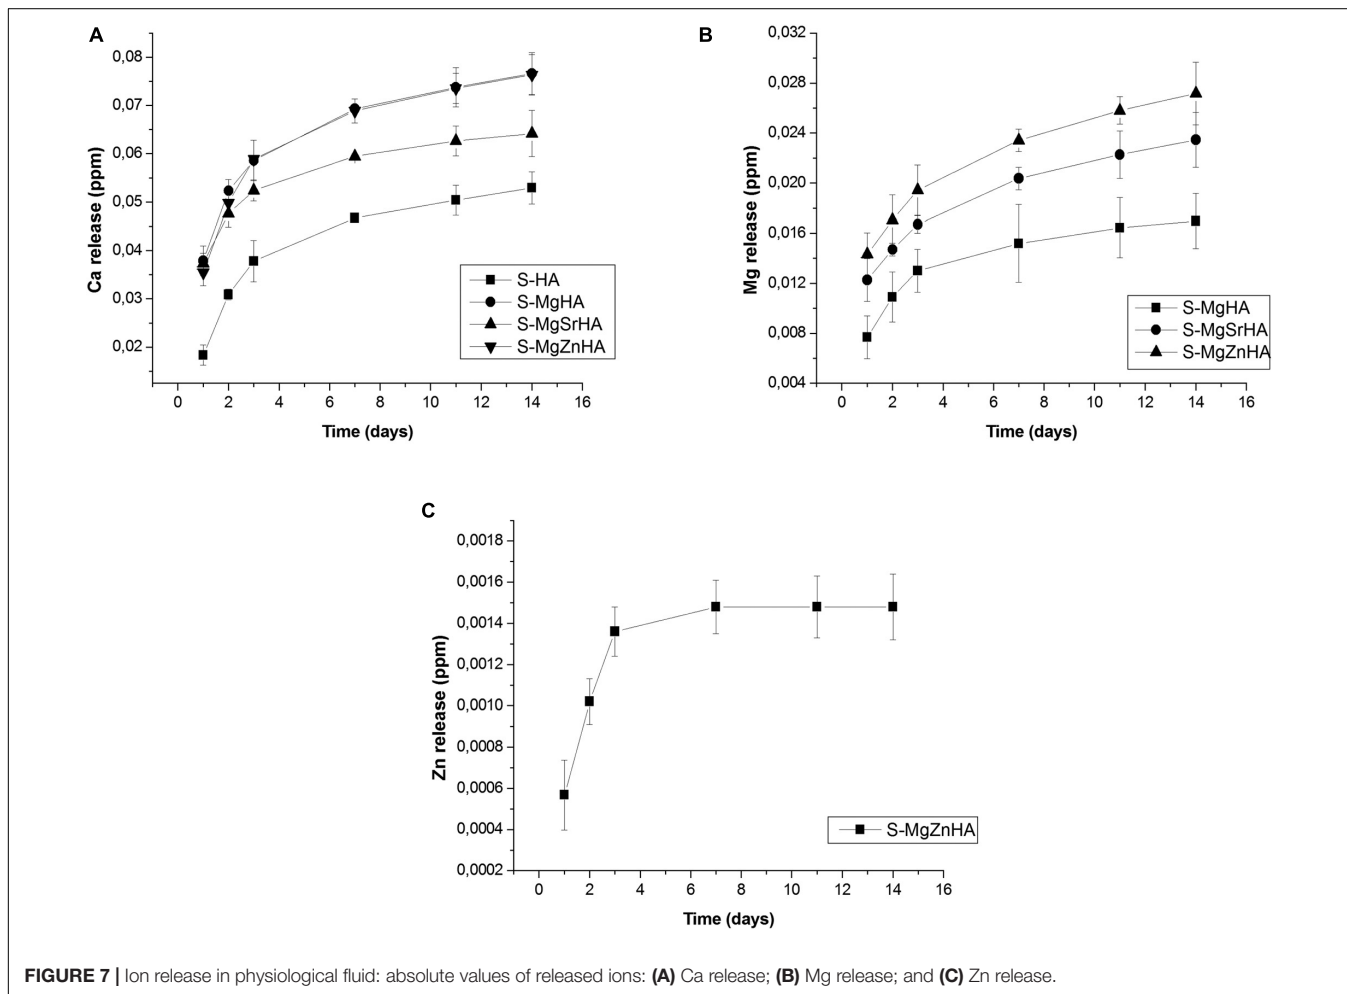 A
Ca release (ppm)
0,08
0,07
0,06
0,05
0,04
0,03
0,02
0 2 4 6 8 10 12 14 16
Time (days)
S-HA
S-MgHA
S-MgSrHA
S-MgZnHA
B
Mg release (ppm)
0,032
0,028
0,024
0,020
0,016
0,012
0,008
0,004
0 2 4 6 8 10 12 14 16
Time (days)
S-MgHA
S-MgSrHA
S-MgZnHA
C
Zn release (ppm)
0,0018
0,0016
0,0014
0,0012
0,0010
0,0008
0,0006
0,0004
0,0002
0 2 4 6 8 10 12 14 16
Time (days)
S-MgZnHA
FIGURE 7 | Ion release in physiological fluid: absolute values of released ions: (A) Ca release; (B) Mg release; and (C) Zn release.